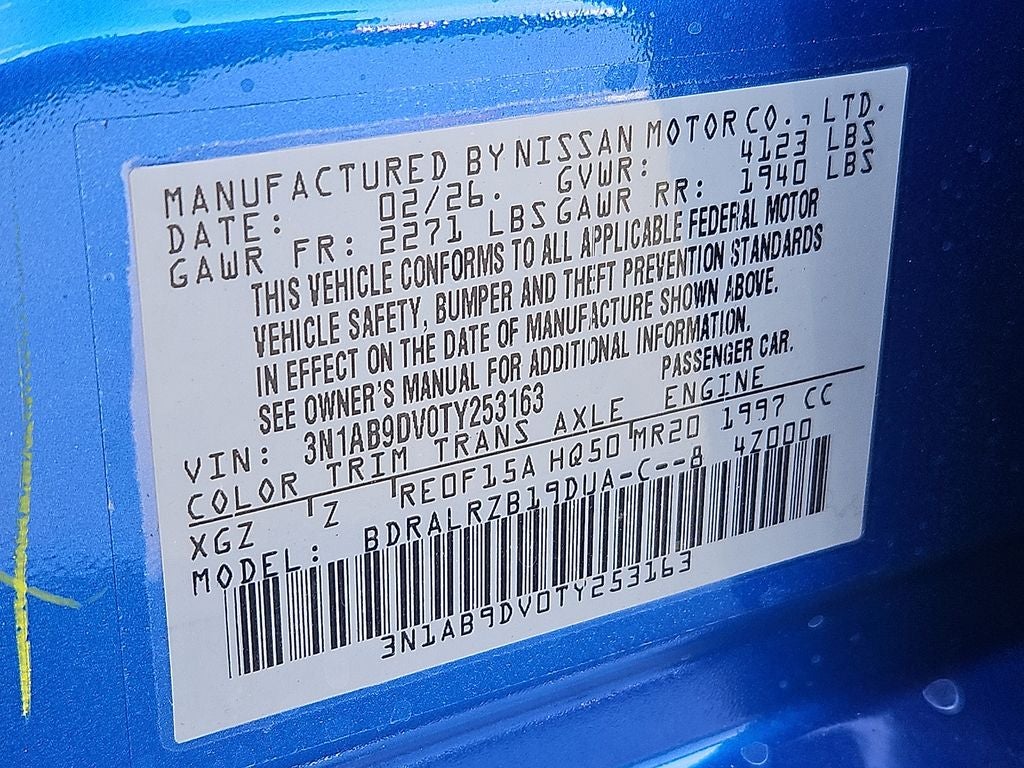 MANUFACTURED BY NISSAN MOTOR CO., LTD.
DATE: 02/26. GVWR: 4123 LBS
GAWR FR: 2271 LBS GAWR RR: 1940 LBS
THIS VEHICLE CONFORMS TO ALL APPLICABLE FEDERAL MOTOR
VEHICLE SAFETY, BUMPER AND THEFT PREVENTION STANDARDS
IN EFFECT ON THE DATE OF MANUFACTURE SHOWN ABOVE.
SEE OWNER'S MANUAL FOR ADDITIONAL INFORMATION.
VIN: 3N1AB9DV0TY253163 PASSENGER CAR.
COLOR TRIM TRANS AXLE ENGINE
XGZ Z RE0F15A HQ50 MR20 1997 CC
MODEL: BDRALRZB19DUA-C--8 4Z000
3N1AB9DV0TY253163